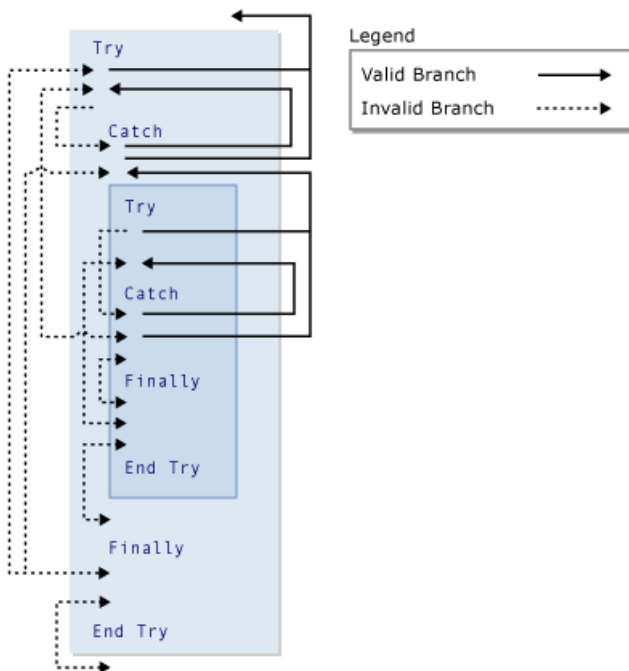 Try
Catch
Try
Catch
Finally
End Try
Finally
End Try
Legend
Valid Branch
Invalid Branch